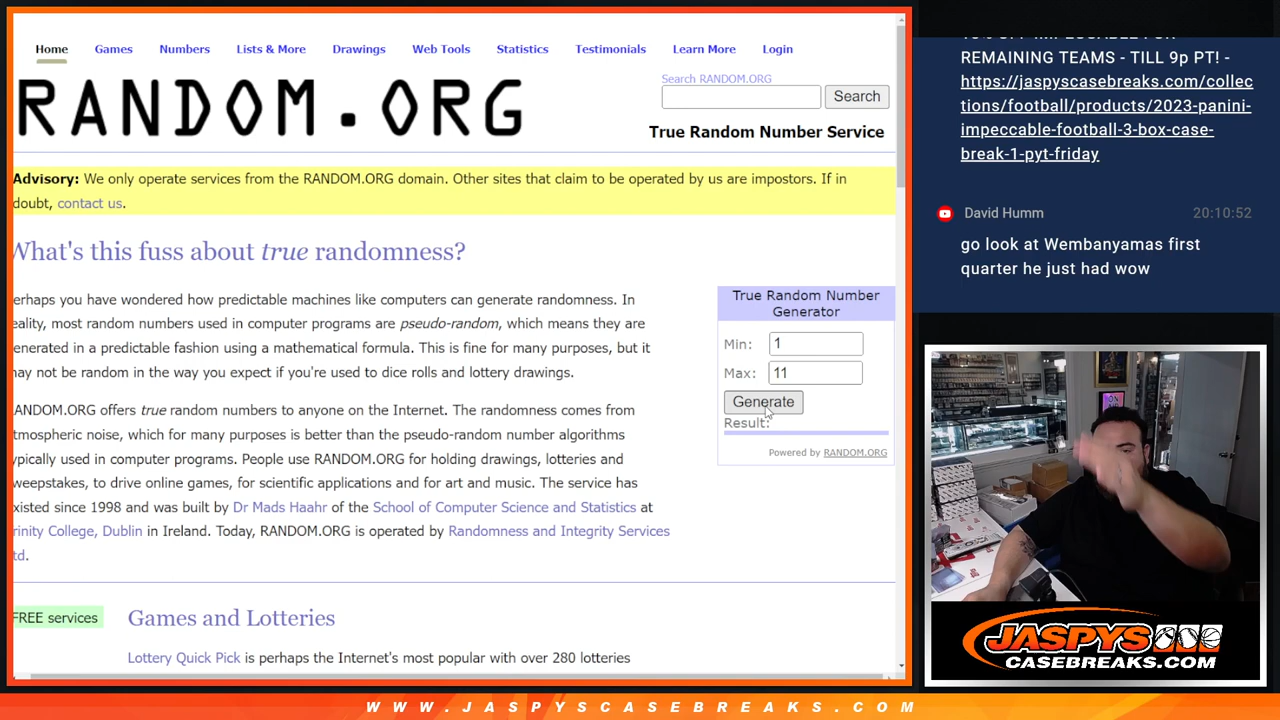 Home Games Numbers Lists & More Drawings Web Tools Statistics Testimonials Learn More Login
RANDOM.ORG
Search RANDOM.ORG
Search
True Random Number Service
Advisory: We only operate services from the RANDOM.ORG domain. Other sites that claim to be operated by us are impostors. If in
doubt, contact us.
What's this fuss about true randomness?
erhaps you have wondered how predictable machines like computers can generate randomness. In
eality, most random numbers used in computer programs are pseudo-random, which means they are
enerated in a predictable fashion using a mathematical formula. This is fine for many purposes, but it
may not be random in the way you expect if you're used to dice rolls and lottery drawings.
RANDOM.ORG offers true random numbers to anyone on the Internet. The randomness comes from
tmospheric noise, which for many purposes is better than the pseudo-random number algorithms
ypically used in computer programs. People use RANDOM.ORG for holding drawings, lotteries and
weepstakes, to drive online games, for scientific applications and for art and music. The service has
xisted since 1998 and was built by Dr Mads Haahr of the School of Computer Science and Statistics at
rinity College, Dublin in Ireland. Today, RANDOM.ORG is operated by Randomness and Integrity Services
td.
True Random Number
Generator
Min: 1
Max: 11
Generate
Result:
Powered by RANDOM.ORG
FREE services
Games and Lotteries
Lottery Quick Pick is perhaps the Internet's most popular with over 280 lotteries
REMAINING TEAMS - TILL 9p PT! -
https://jaspyscasebreaks.com/collec
tions/football/products/2023-panini-
impeccable-football-3-box-case-
break-1-pyt-friday
David Humm 20:10:52
go look at Wembanyamas first
quarter he just had wow
JASPYS
CASEBREAKS.COM
WWW.JASPYSCASEBREAKS.COM